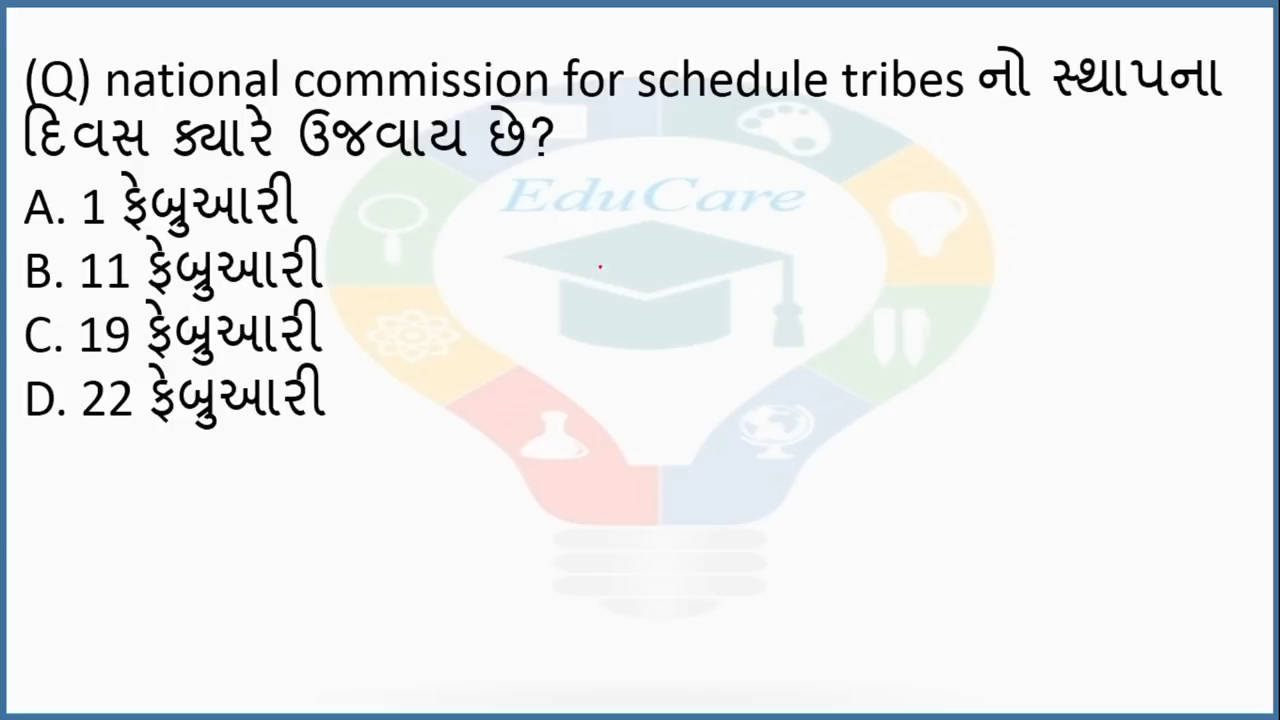 (Q) national commission for schedule tribes નો સ્થાપના
દિવસ ક્યારે ઉજવાય છે?
EduCare
A. 1 ફેબ્રુઆરી
B. 11 ફેબ્રુઆરી
C. 19 ફેબ્રુઆરી
D. 22 ફેબ્રુઆરી